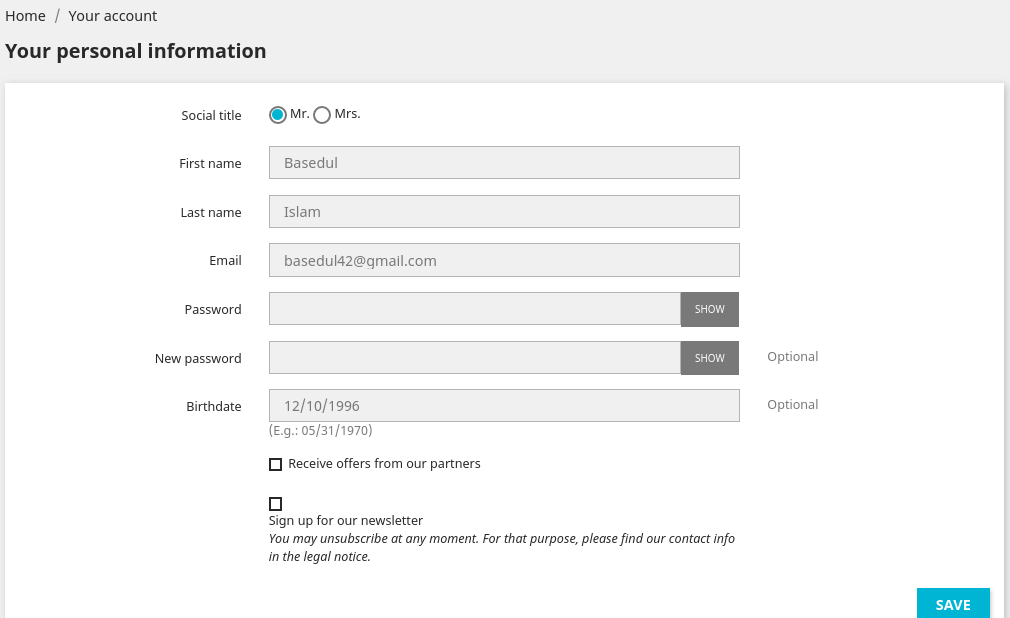 Home / Your account
Your personal information
Social title Mr. Mrs.
First name Basedul
Last name Islam
Email basedul42@gmail.com
Password SHOW
New password SHOW Optional
Birthdate 12/10/1996 Optional
(E.g.: 05/31/1970)
Receive offers from our partners
Sign up for our newsletter
You may unsubscribe at any moment. For that purpose, please find our contact info
in the legal notice.
SAVE